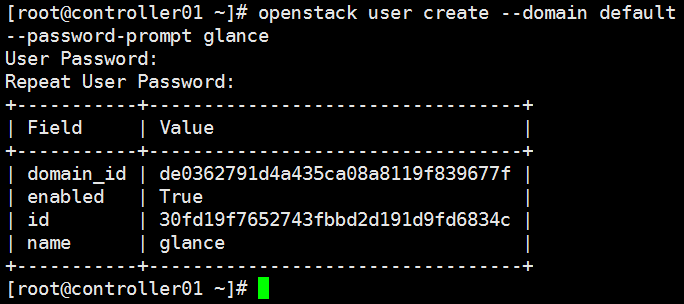 [root@controller01 ~]# openstack user create --domain default
--password-prompt glance
User Password:
Repeat User Password:
+-----------+----------------------------------+
| Field     | Value                            |
+-----------+----------------------------------+
| domain_id | de0362791d4a435ca08a8119f839677f |
| enabled   | True                             |
| id        | 30fd19f7652743fbbd2d191d9fd6834c |
| name      | glance                           |
+-----------+----------------------------------+
[root@controller01 ~]#